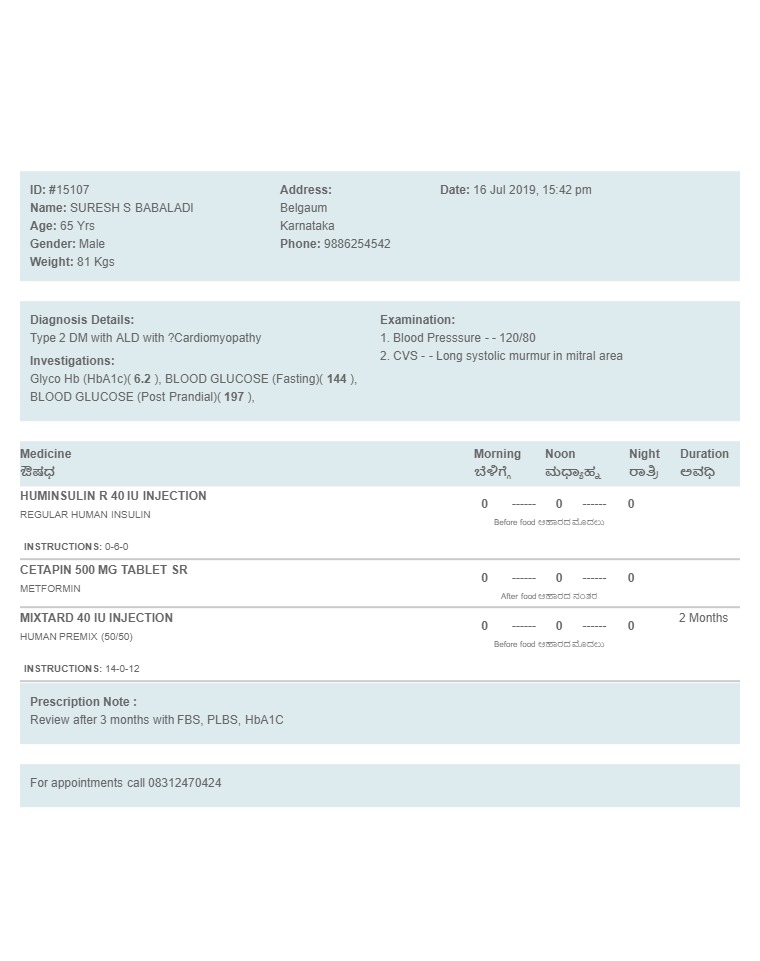 ID: #15107
Name: SURESH S BABALADI
Age: 65 Yrs
Gender: Male
Weight: 81 Kgs
Address:
Belgaum
Karnataka
Phone: 9886254542
Date: 16 Jul 2019, 15:42 pm
Diagnosis Details:
Type 2 DM with ALD with ?Cardiomyopathy
Investigations:
Glyco Hb (HbA1c)( 6.2 ), BLOOD GLUCOSE (Fasting)( 144 ),
BLOOD GLUCOSE (Post Prandial)( 197 ),
Examination:
1. Blood Presssure - - 120/80
2. CVS - - Long systolic murmur in mitral area
Medicine Morning Noon Night Duration
ಔಷಧ ಬೆಳಿಗ್ಗೆ ಮಧ್ಯಾಹ್ನ ರಾತ್ರಿ ಅವಧಿ
HUMINSULIN R 40 IU INJECTION
REGULAR HUMAN INSULIN
0 ------ 0 ------ 0
Before food ಆಹಾರದ ಮೊದಲು
INSTRUCTIONS: 0-6-0
CETAPIN 500 MG TABLET SR
METFORMIN
0 ------ 0 ------ 0
After food ಆಹಾರದ ನಂತರ
MIXTARD 40 IU INJECTION
HUMAN PREMIX (50/50)
0 ------ 0 ------ 0 2 Months
Before food ಆಹಾರದ ಮೊದಲು
INSTRUCTIONS: 14-0-12
Prescription Note :
Review after 3 months with FBS, PLBS, HbA1C
For appointments call 08312470424